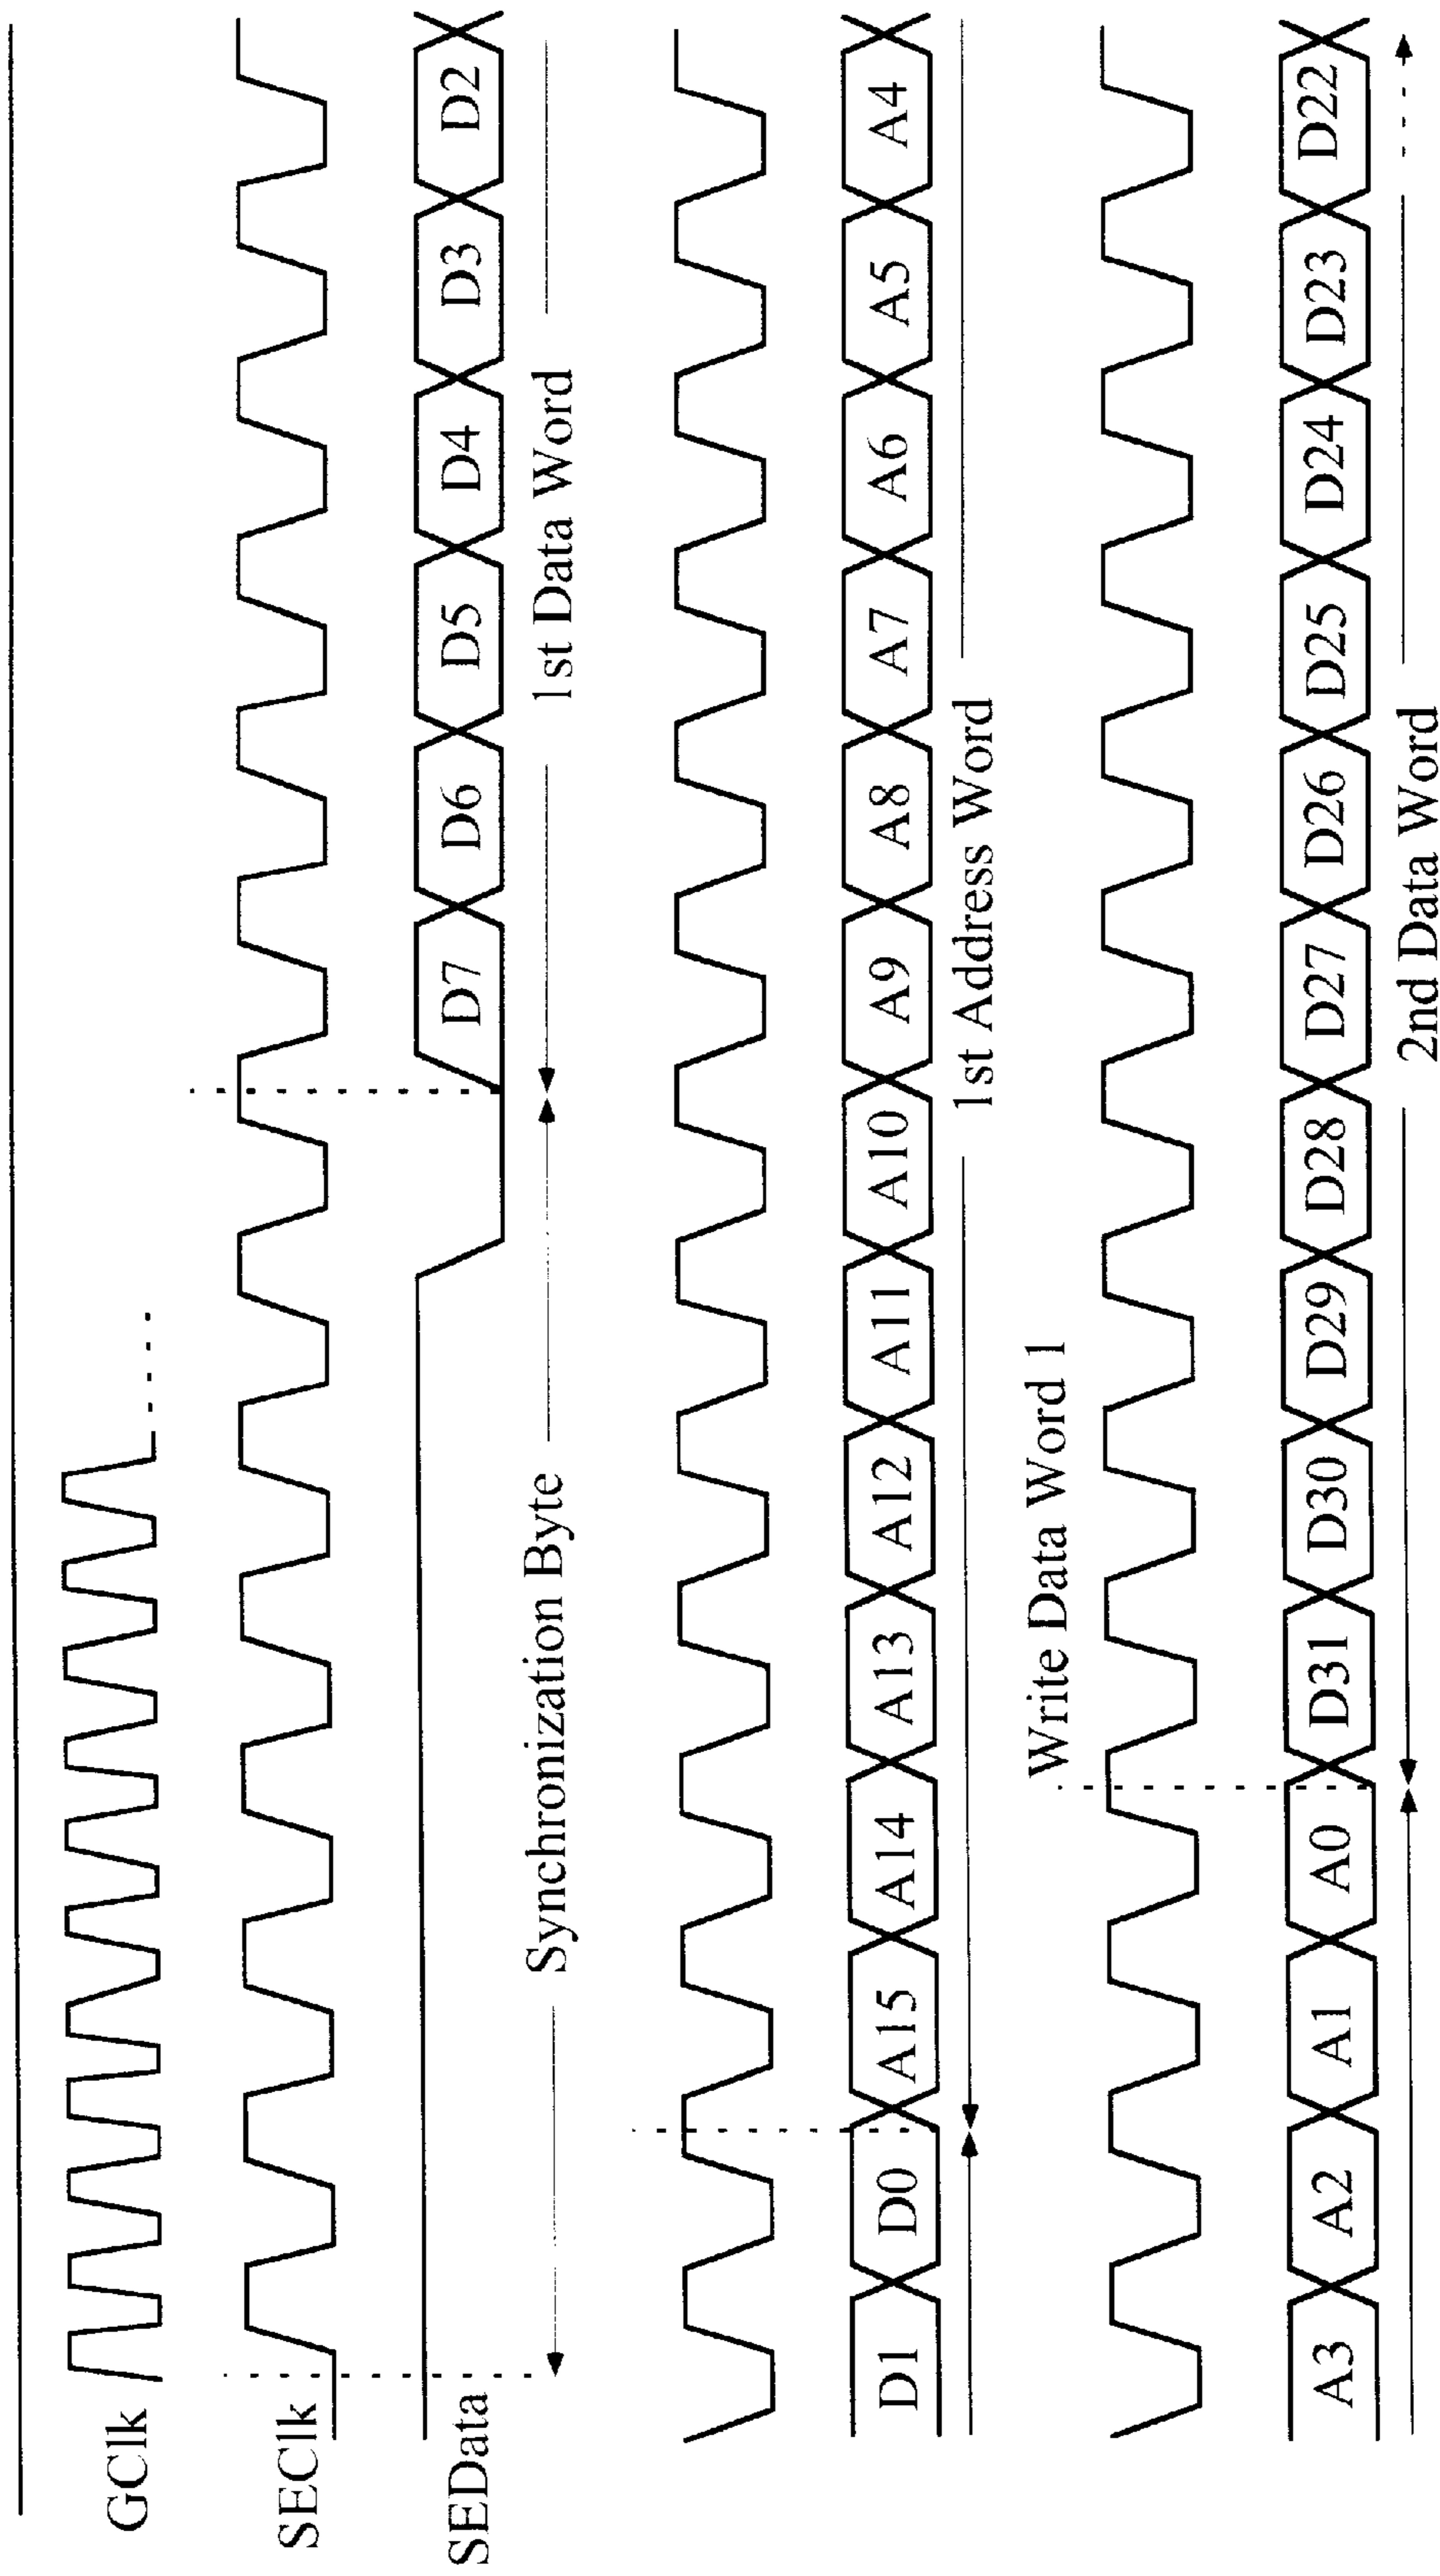 GClk
SEClk
SEData
D7 D6 D5 D4 D3 D2
Synchronization Byte 1st Data Word
D1 D0 A15 A14 A13 A12 A11 A10 A9 A8 A7 A6 A5 A4
1st Address Word
Write Data Word 1
A3 A2 A1 A0 D31 D30 D29 D28 D27 D26 D25 D24 D23 D22
2nd Data Word